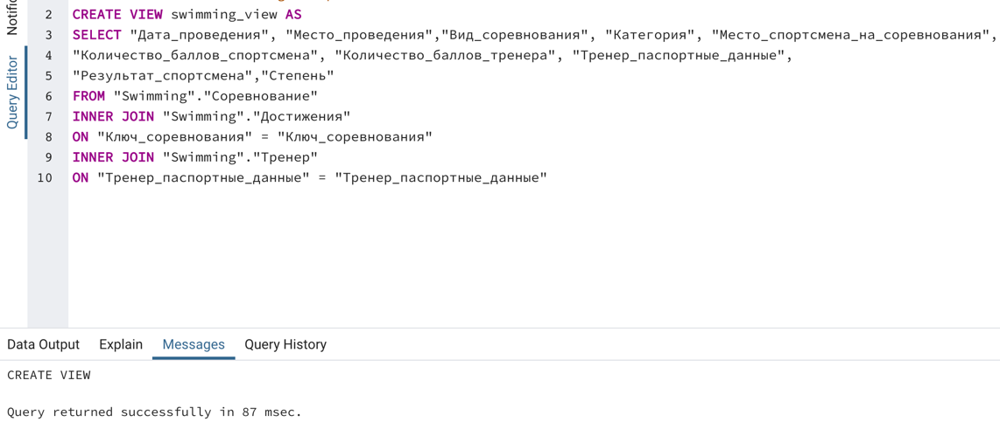 Notific
Query Editor
2 CREATE VIEW swimming_view AS
3 SELECT "Дата_проведения", "Место_проведения","Вид_соревнования", "Категория", "Место_спортсмена_на_соревнования",
4 "Количество_баллов_спортсмена", "Количество_баллов_тренера", "Тренер_паспортные_данные",
5 "Результат_спортсмена","Степень"
6 FROM "Swimming"."Соревнование"
7 INNER JOIN "Swimming"."Достижения"
8 ON "Ключ_соревнования" = "Ключ_соревнования"
9 INNER JOIN "Swimming"."Тренер"
10 ON "Тренер_паспортные_данные" = "Тренер_паспортные_данные"
Data Output Explain Messages Query History
CREATE VIEW
Query returned successfully in 87 msec.